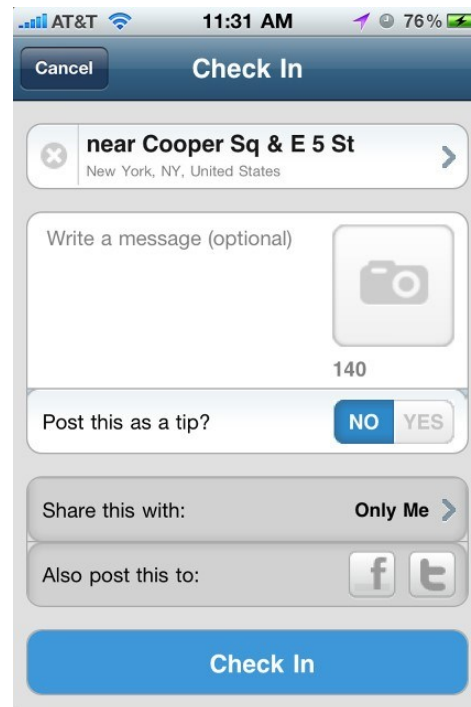 AT&T 11:31 AM 76%
Cancel Check In
near Cooper Sq & E 5 St
New York, NY, United States
Write a message (optional)
140
Post this as a tip? NO YES
Share this with: Only Me
Also post this to: f t
Check In